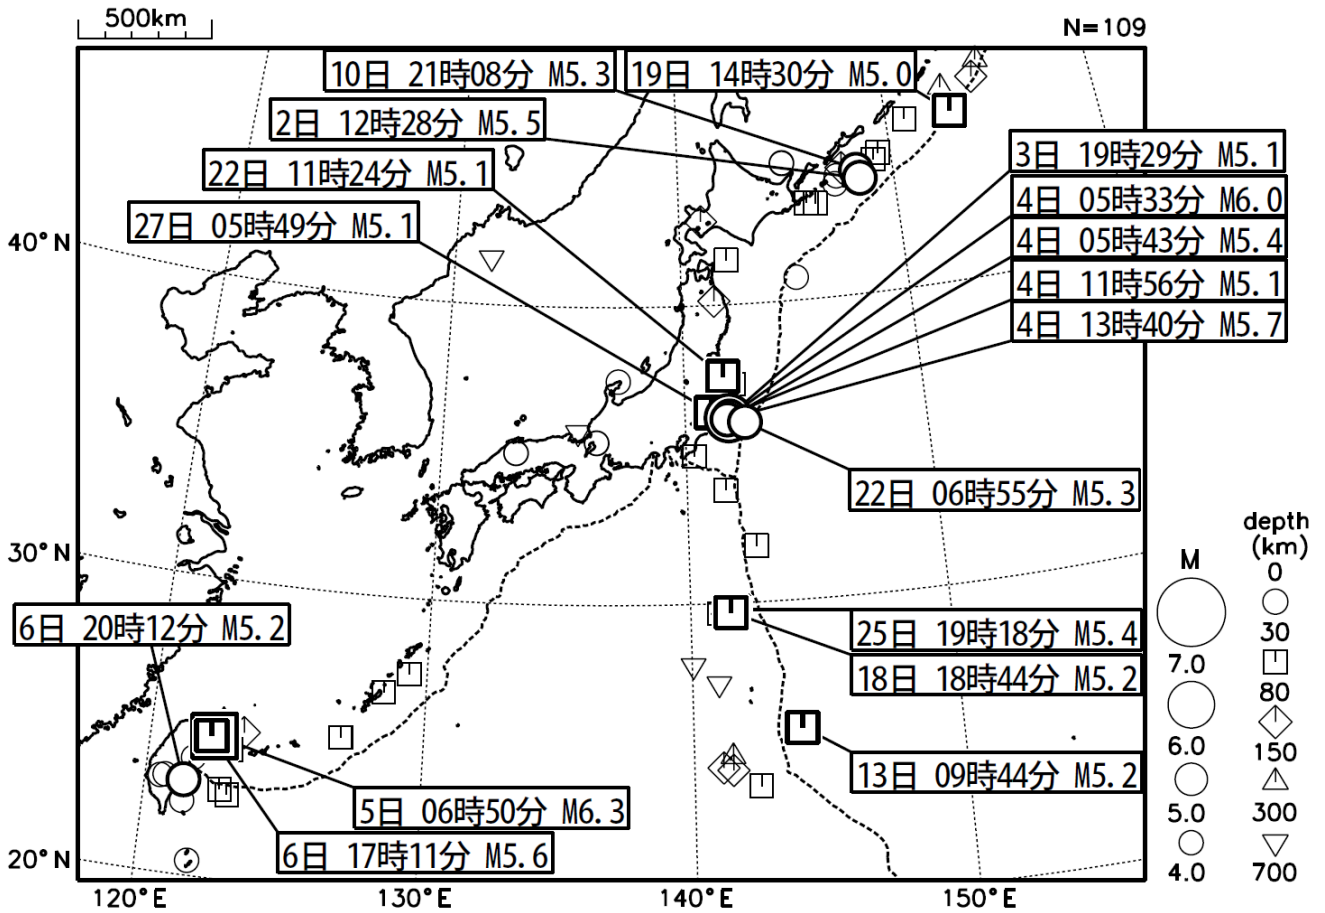 500km
N=109
10日 21時08分 M5.3
19日 14時30分 M5.0
2日 12時28分 M5.5
22日 11時24分 M5.1
27日 05時49分 M5.1
3日 19時29分 M5.1
4日 05時33分 M6.0
4日 05時43分 M5.4
4日 11時56分 M5.1
4日 13時40分 M5.7
40°N
22日 06時55分 M5.3
30°N
6日 20時12分 M5.2
25日 19時18分 M5.4
18日 18時44分 M5.2
13日 09時44分 M5.2
5日 06時50分 M6.3
6日 17時11分 M5.6
20°N
120°E
130°E
140°E
150°E
M
7.0
6.0
5.0
4.0
depth
(km)
0
30
80
150
300
700